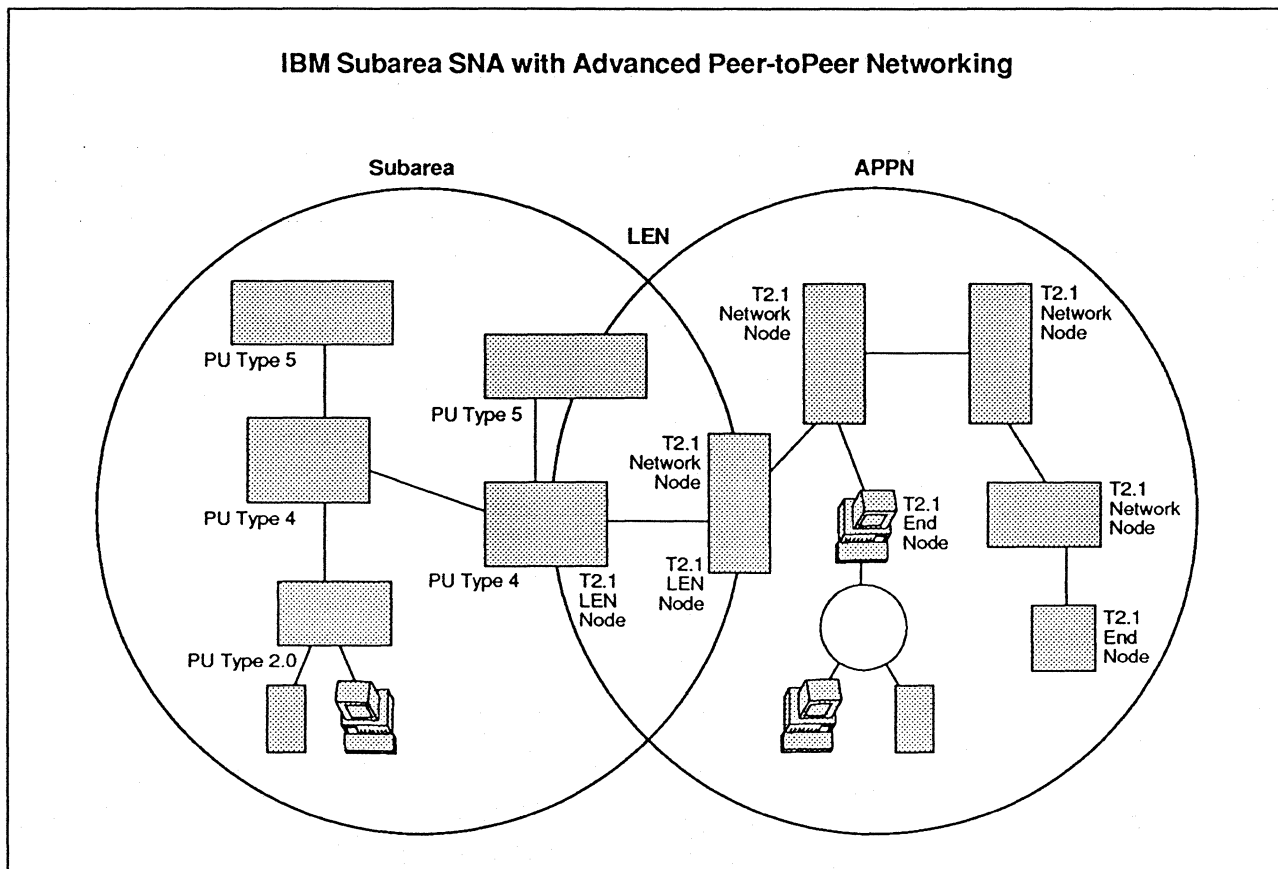 IBM Subarea SNA with Advanced Peer-toPeer Networking
Subarea
APPN
LEN
PU Type 5
PU Type 5
PU Type 4
PU Type 4
T2.1
LEN
Node
PU Type 2.0
T2.1
Network
Node
T2.1
LEN
Node
T2.1
Network
Node
T2.1
Network
Node
T2.1
End
Node
T2.1
Network
Node
T2.1
End
Node